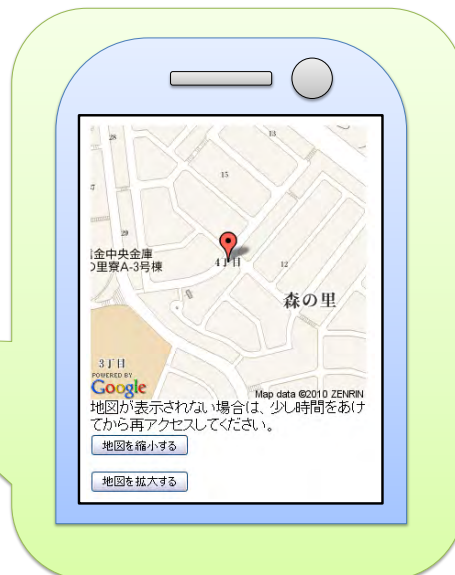 28
13
15
27
29
信金中央金庫
の里寮A-3号棟
4丁目
12
森の里
3丁目
POWERED BY
Google
Map data ©2010 ZENRIN
地図が表示されない場合は、少し時間をあけ
てから再アクセスしてください。
地図を縮小する
地図を拡大する